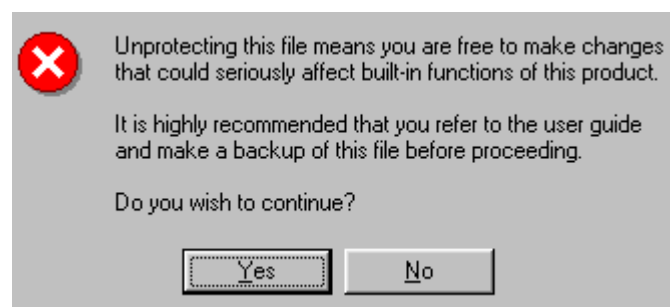 Unprotecting this file means you are free to make changes
that could seriously affect built-in functions of this product.
It is highly recommended that you refer to the user guide
and make a backup of this file before proceeding.
Do you wish to continue?
Yes No